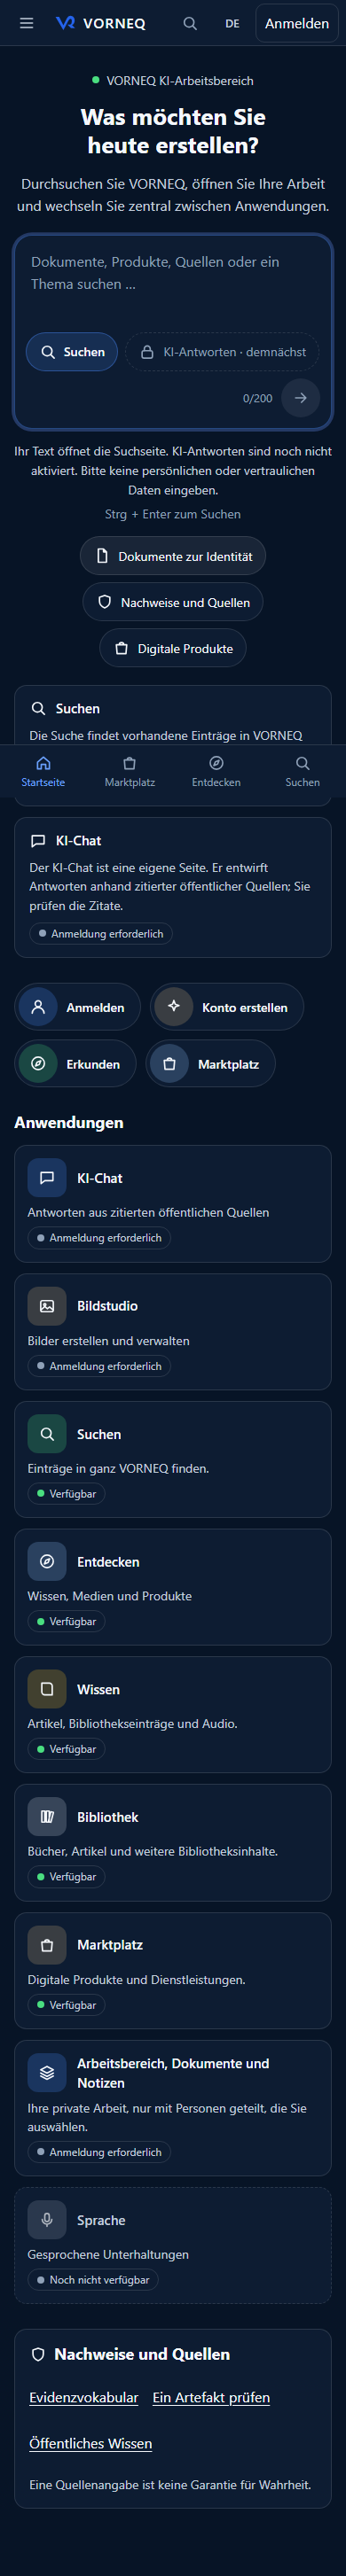 VORNEQ
DE
Anmelden
VORNEQ KI-Arbeitsbereich
Was möchten Sie
heute erstellen?
Durchsuchen Sie VORNEQ, öffnen Sie Ihre Arbeit
und wechseln Sie zentral zwischen Anwendungen.
Dokumente, Produkte, Quellen oder ein
Thema suchen ...
Suchen
KI-Antworten · demnächst
0/200
Ihr Text öffnet die Suchseite. KI-Antworten sind noch nicht
aktiviert. Bitte keine persönlichen oder vertraulichen
Daten eingeben.
Strg + Enter zum Suchen
Dokumente zur Identität
Nachweise und Quellen
Digitale Produkte
Suchen
Die Suche findet vorhandene Einträge in VORNEQ
Startseite
Marktplatz
Entdecken
Suchen
KI-Chat
Der KI-Chat ist eine eigene Seite. Er entwirft
Antworten anhand zitierter öffentlicher Quellen; Sie
prüfen die Zitate.
Anmeldung erforderlich
Anmelden
Konto erstellen
Erkunden
Marktplatz
Anwendungen
KI-Chat
Antworten aus zitierten öffentlichen Quellen
Anmeldung erforderlich
Bildstudio
Bilder erstellen und verwalten
Anmeldung erforderlich
Suchen
Einträge in ganz VORNEQ finden.
Verfügbar
Entdecken
Wissen, Medien und Produkte
Verfügbar
Wissen
Artikel, Bibliothekseinträge und Audio.
Verfügbar
Bibliothek
Bücher, Artikel und weitere Bibliotheksinhalte.
Verfügbar
Marktplatz
Digitale Produkte und Dienstleistungen.
Verfügbar
Arbeitsbereich, Dokumente und
Notizen
Ihre private Arbeit, nur mit Personen geteilt, die Sie
auswählen.
Anmeldung erforderlich
Sprache
Gesprochene Unterhaltungen
Noch nicht verfügbar
Nachweise und Quellen
Evidenzvokabular
Ein Artefakt prüfen
Öffentliches Wissen
Eine Quellenangabe ist keine Garantie für Wahrheit.